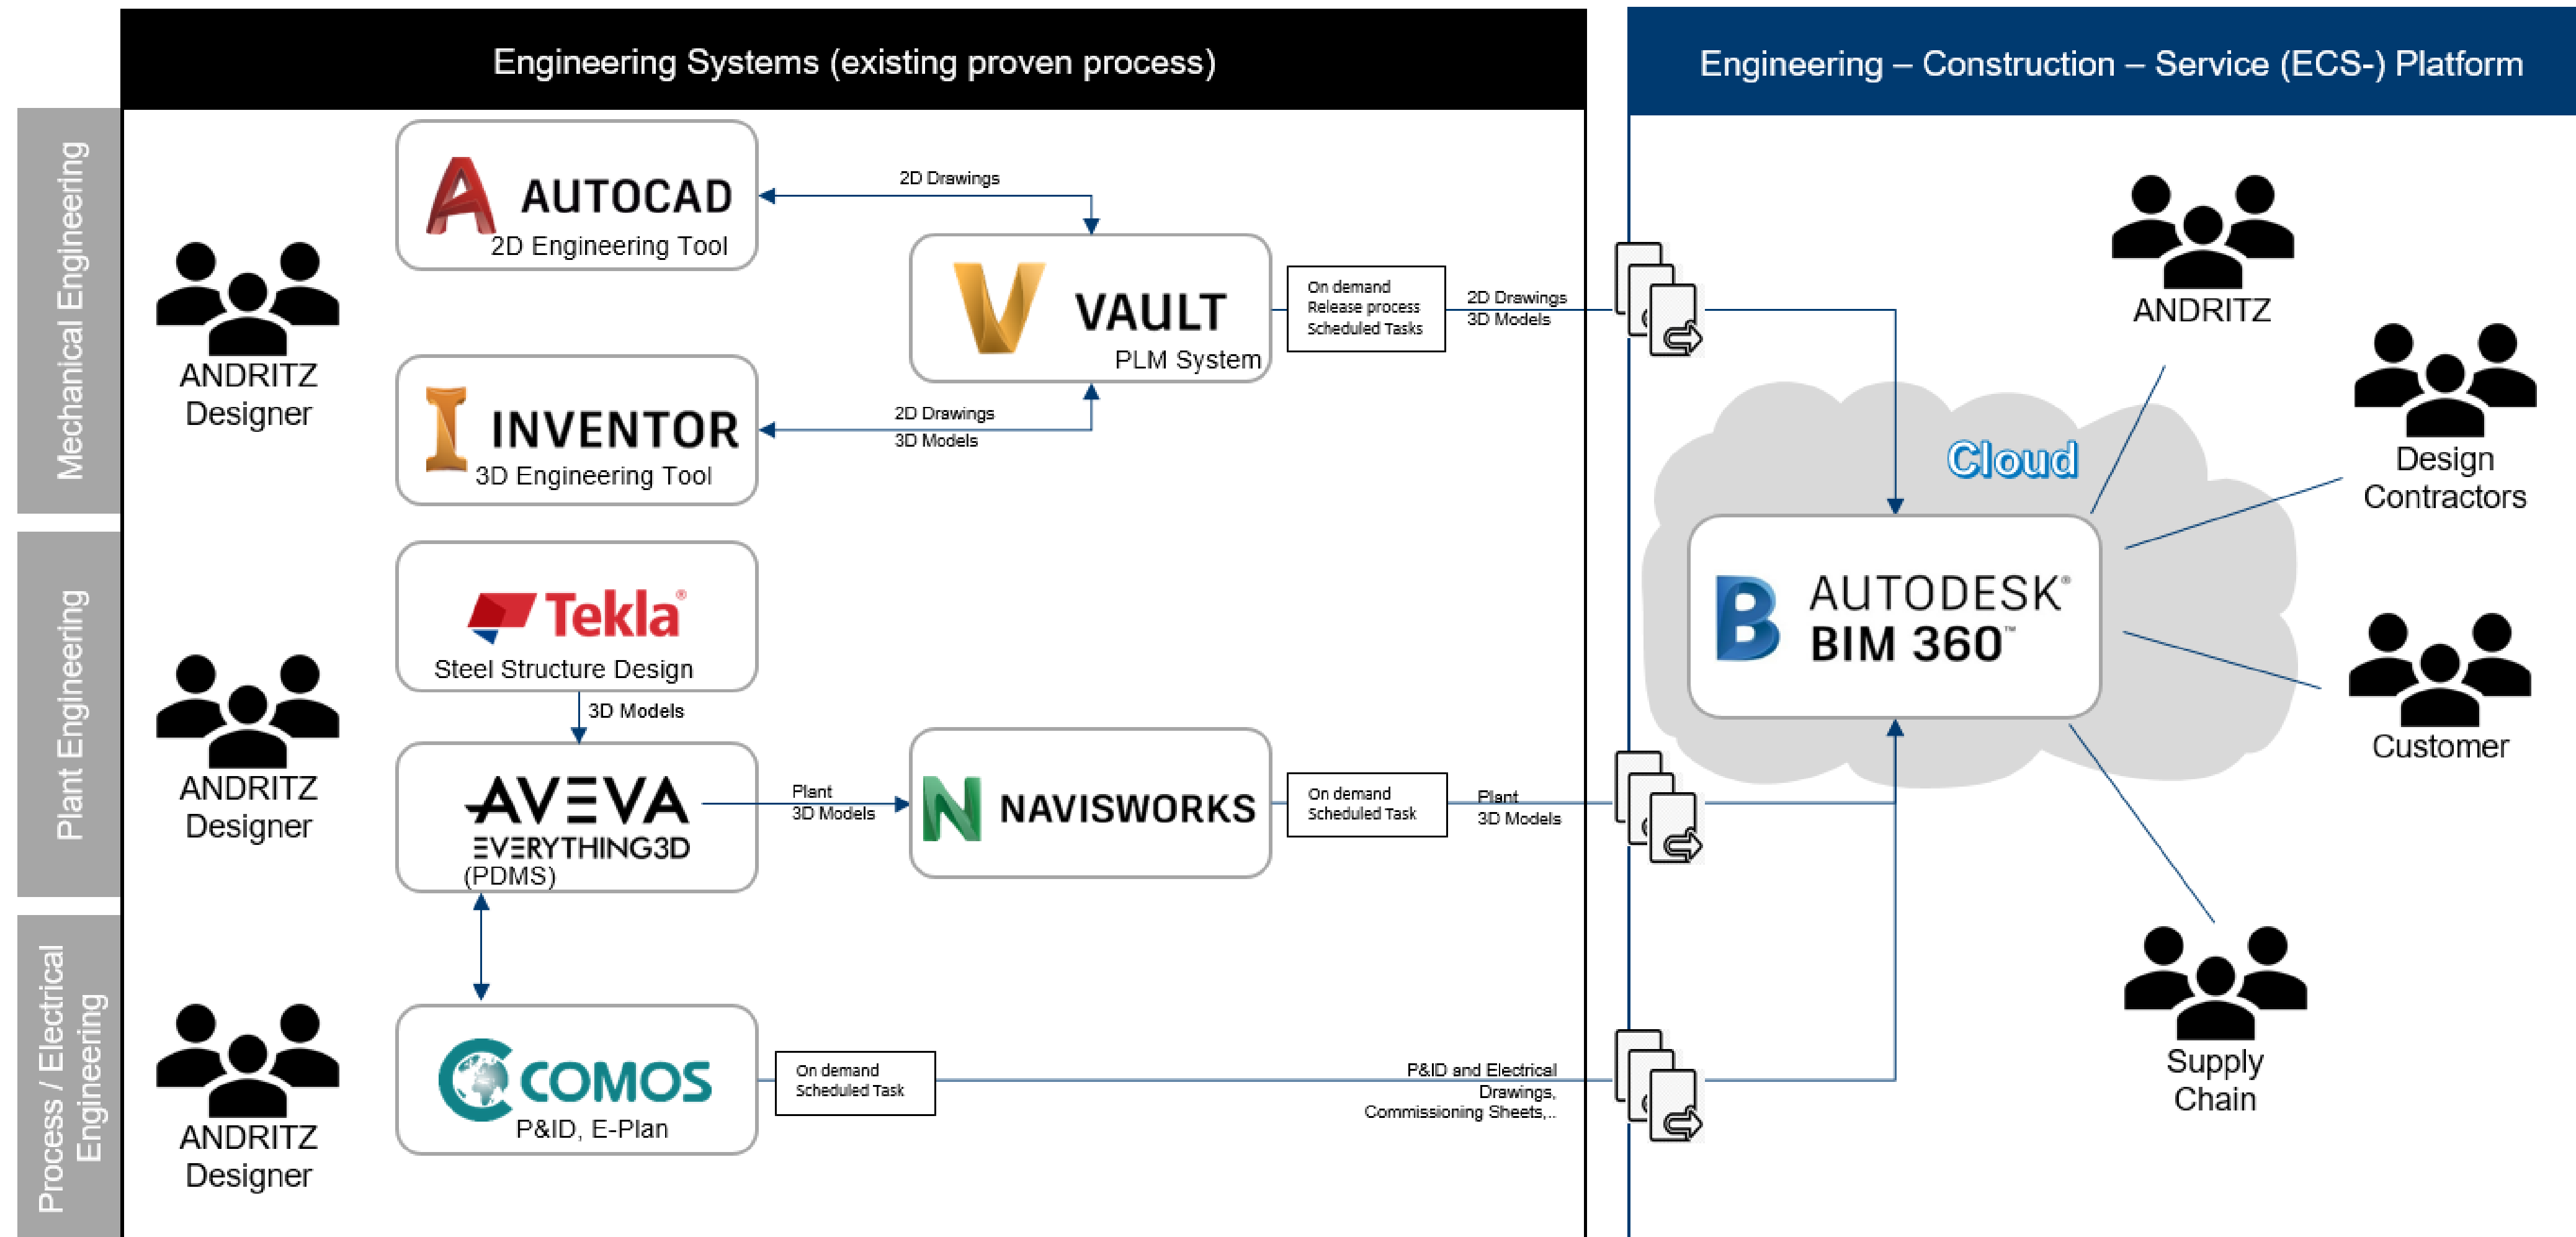 Engineering Systems (existing proven process)
Engineering – Construction – Service (ECS-) Platform
Mechanical Engineering
ANDRITZ
Designer
AUTOCAD
2D Engineering Tool
2D Drawings
VAULT
PLM System
INVENTOR
3D Engineering Tool
2D Drawings
3D Models
On demand
Release process
Scheduled Tasks
2D Drawings
3D Models
Plant Engineering
ANDRITZ
Designer
Tekla®
Steel Structure Design
3D Models
AVEVA
EVERYTHING3D
(PDMS)
Plant
3D Models
NAVISWORKS
On demand
Scheduled Task
Plant
3D Models
Process / Electrical
Engineering
ANDRITZ
Designer
COMOS
P&ID, E-Plan
On demand
Scheduled Task
P&ID and Electrical
Drawings,
Commissioning Sheets,..
Cloud
AUTODESK®
BIM 360™
ANDRITZ
Design
Contractors
Customer
Supply
Chain